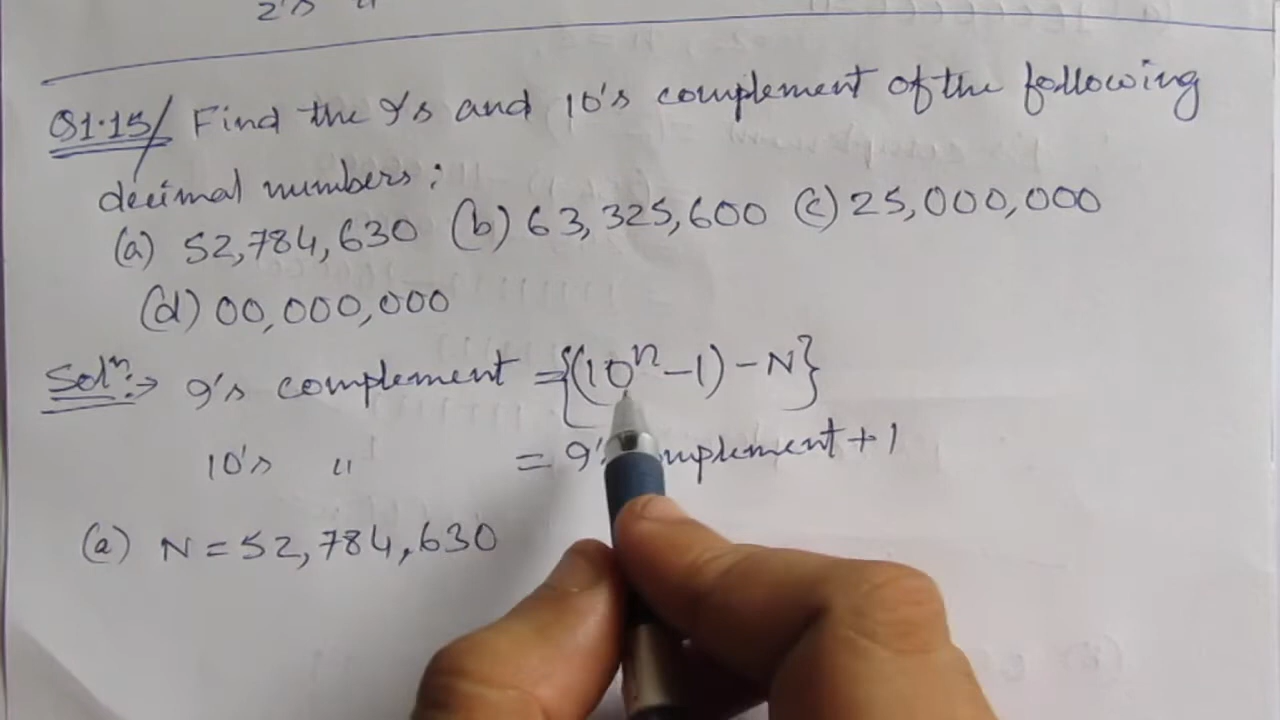 2's "
Q1.15/ Find the 9's and 10's complement of the following
decimal numbers:
(a) 52,784,630 (b) 63,325,600 (c) 25,000,000
(d) 00,000,000
Solⁿ:→ 9's complement = {(10ⁿ-1) - N}
10's " = 9's complement + 1
(a) N = 52,784,630